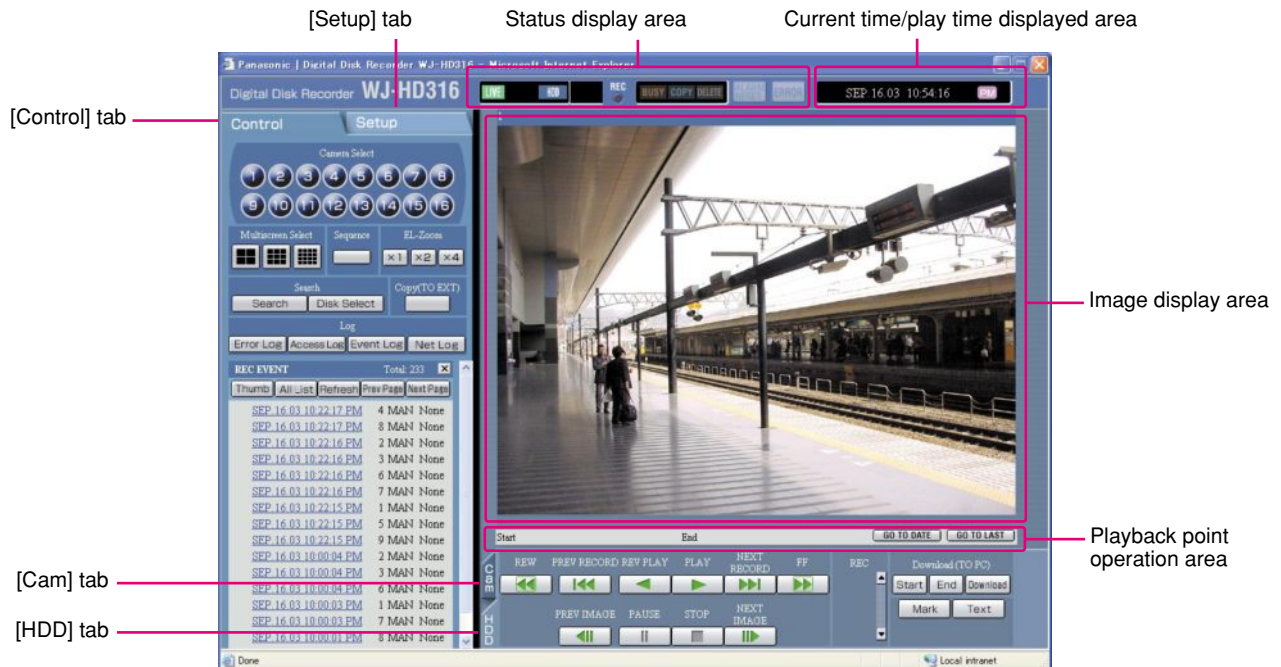 [Setup] tab
Status display area
Current time/play time displayed area
Panasonic | Digital Disk Recorder WJ-HD316 - Microsoft Internet Explorer
Digital Disk Recorder WJ-HD316
LIVE HDD REC BUSY COPY DELETE ERROR SEP.16.03 10:54:16 PM
[Control] tab
Control Setup
Camera Select
1 2 3 4 5 6 7 8
9 10 11 12 13 14 15 16
Multiscreen Select Sequence EL-Zoom
×1 ×2 ×4
Search Copy(TO EXT)
Search Disk Select
Image display area
Log
Error Log Access Log Event Log Net Log
REC EVENT Total: 233
Thumb All List Refresh Prev Page Next Page
SEP.16.03 10:22:17 PM 4 MAN None
SEP.16.03 10:22:17 PM 8 MAN None
SEP.16.03 10:22:16 PM 2 MAN None
SEP.16.03 10:22:16 PM 3 MAN None
SEP.16.03 10:22:16 PM 6 MAN None
SEP.16.03 10:22:16 PM 7 MAN None
SEP.16.03 10:22:15 PM 1 MAN None
SEP.16.03 10:22:15 PM 5 MAN None
SEP.16.03 10:22:15 PM 9 MAN None
SEP.16.03 10:00:04 PM 2 MAN None
SEP.16.03 10:00:04 PM 3 MAN None
SEP.16.03 10:00:04 PM 6 MAN None
SEP.16.03 10:00:03 PM 1 MAN None
SEP.16.03 10:00:03 PM 7 MAN None
SEP.16.03 10:00:01 PM 8 MAN None
Start End GO TO DATE GO TO LAST
Playback point
operation area
[Cam] tab
Cam
REW PREV RECORD REV PLAY PLAY NEXT RECORD FF
REC Download (TO PC)
Start End Download
Mark Text
[HDD] tab
HDD
PREV IMAGE PAUSE STOP NEXT IMAGE
Done Local intranet